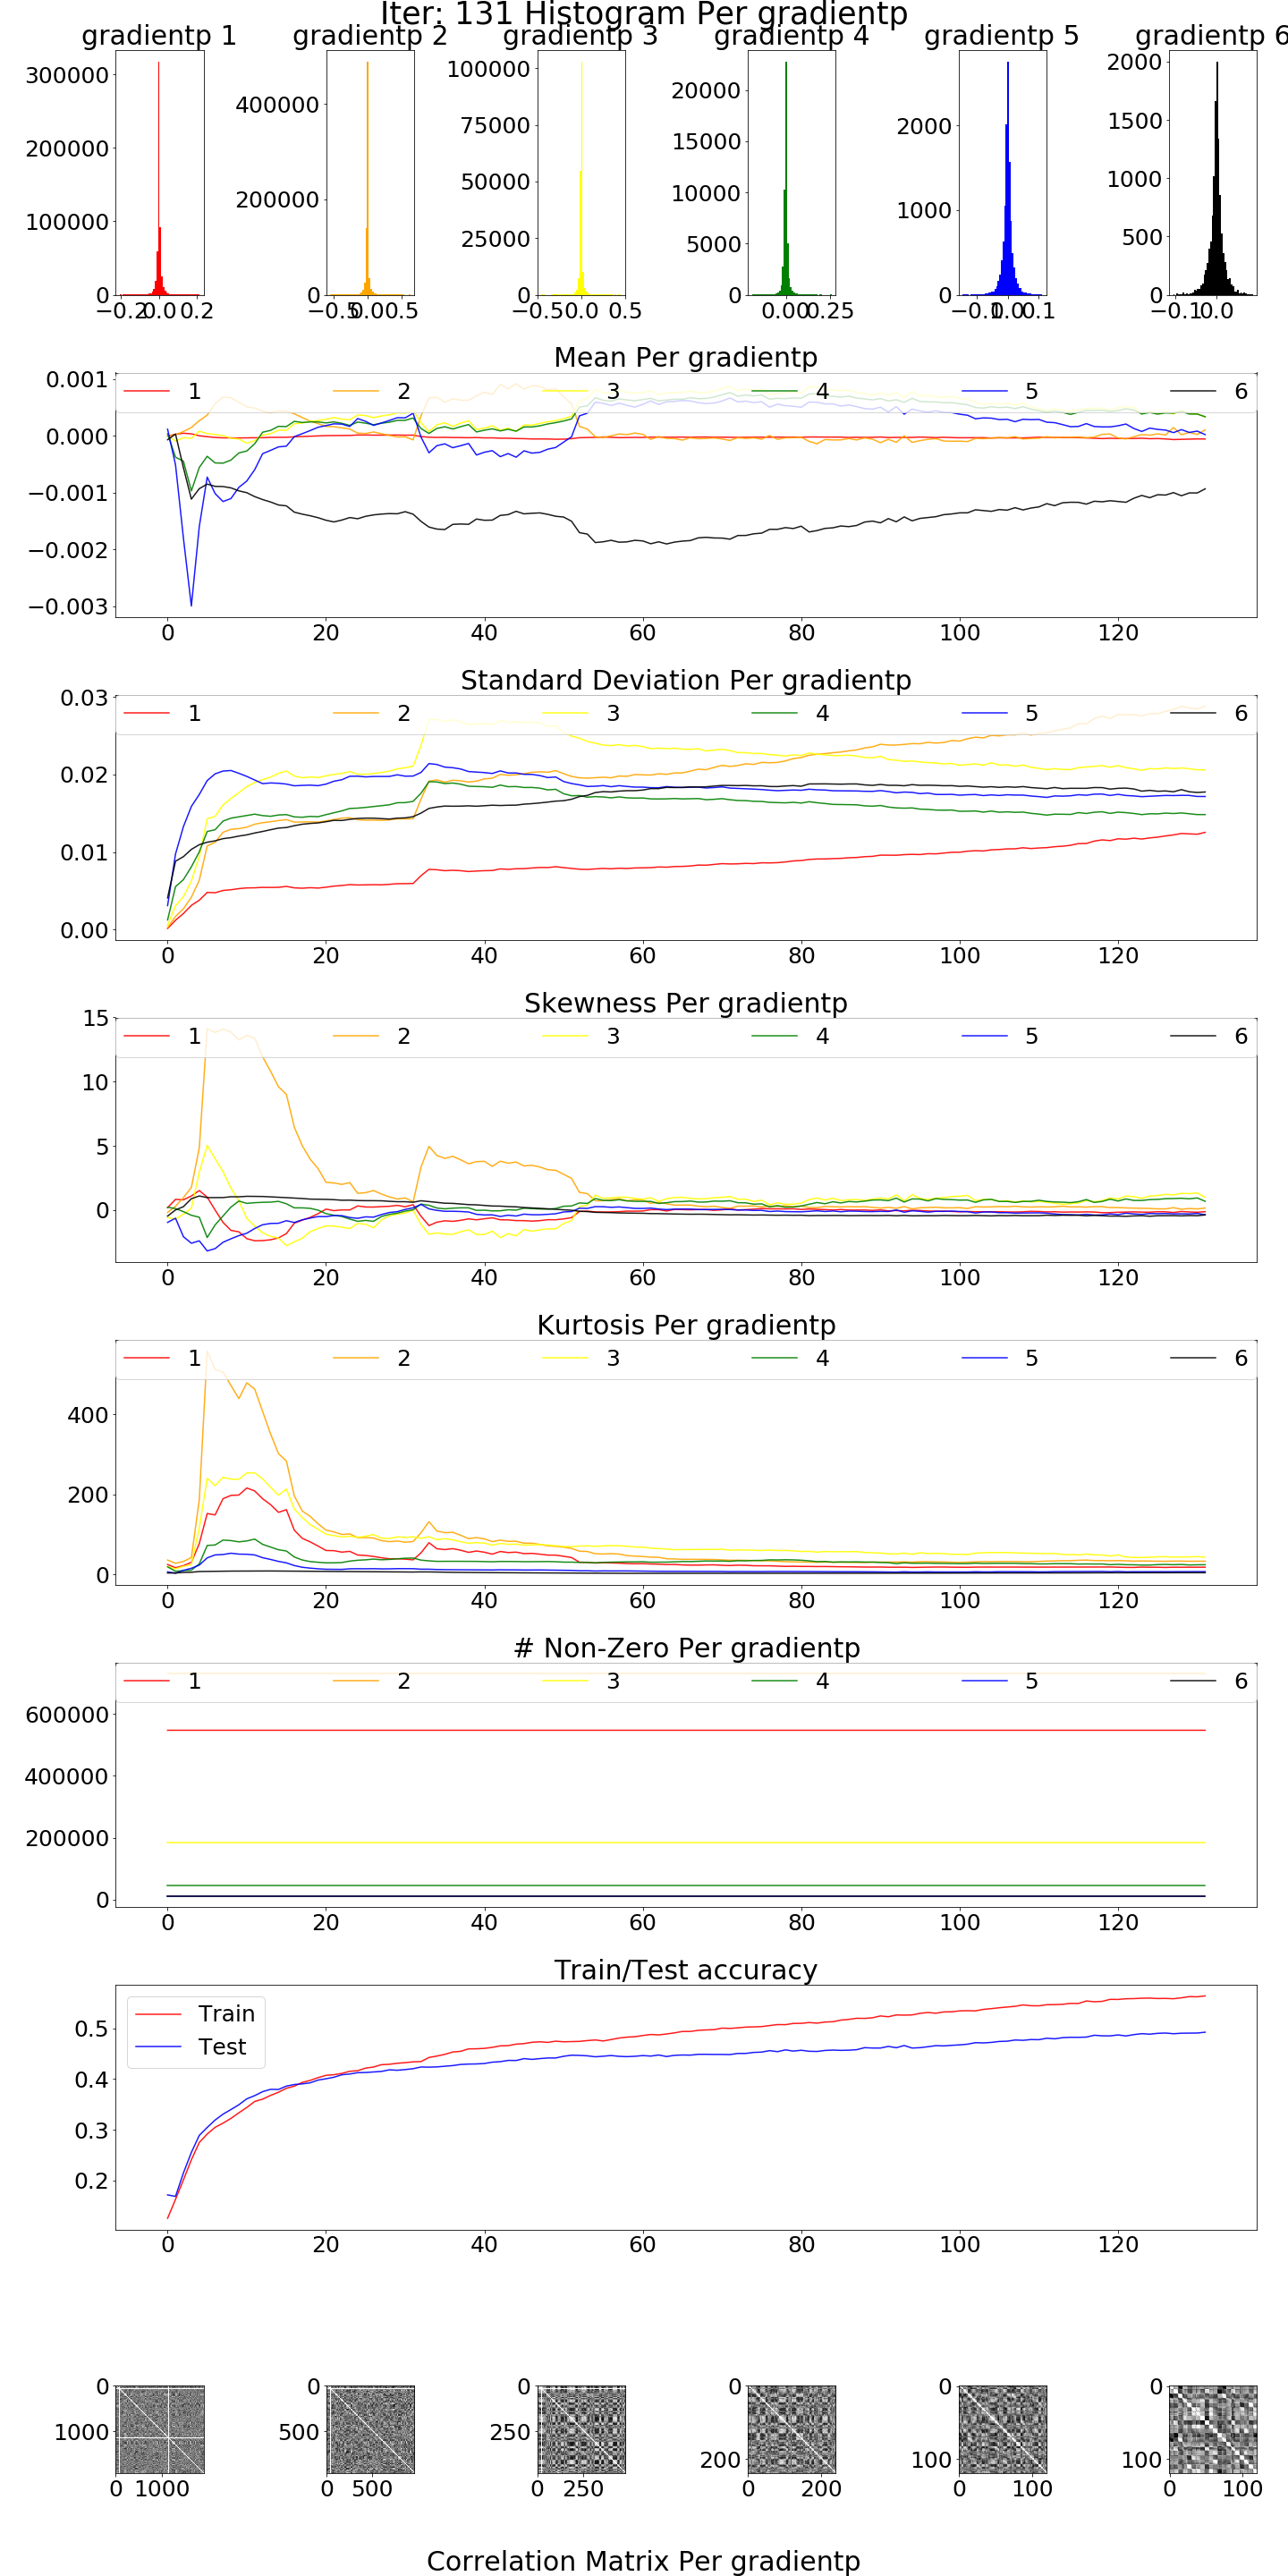 Iter: 131 Histogram Per gradientp
gradientp 1 gradientp 2 gradientp 3 gradientp 4 gradientp 5 gradientp 6
300000
200000
100000
0
−0.2 0.0 0.2
400000
200000
0
−0.5 0.0 0.5
100000
75000
50000
25000
0
−0.5 0.0 0.5
20000
15000
10000
5000
0
0.00 0.25
2000
1000
0
−0.1 0.0 0.1
2000
1500
1000
500
0
−0.1 0.0
Mean Per gradientp
1 2 3 4 5 6
0.001
0.000
−0.001
−0.002
−0.003
0 20 40 60 80 100 120
Standard Deviation Per gradientp
1 2 3 4 5 6
0.03
0.02
0.01
0.00
0 20 40 60 80 100 120
Skewness Per gradientp
1 2 3 4 5 6
15
10
5
0
0 20 40 60 80 100 120
Kurtosis Per gradientp
1 2 3 4 5 6
400
200
0
0 20 40 60 80 100 120
# Non-Zero Per gradientp
1 2 3 4 5 6
600000
400000
200000
0
0 20 40 60 80 100 120
Train/Test accuracy
Train
Test
0.5
0.4
0.3
0.2
0 20 40 60 80 100 120
0
1000
0 1000
0
500
0 500
0
250
0 250
0
200
0 200
0
100
0 100
0
100
0 100
Correlation Matrix Per gradientp